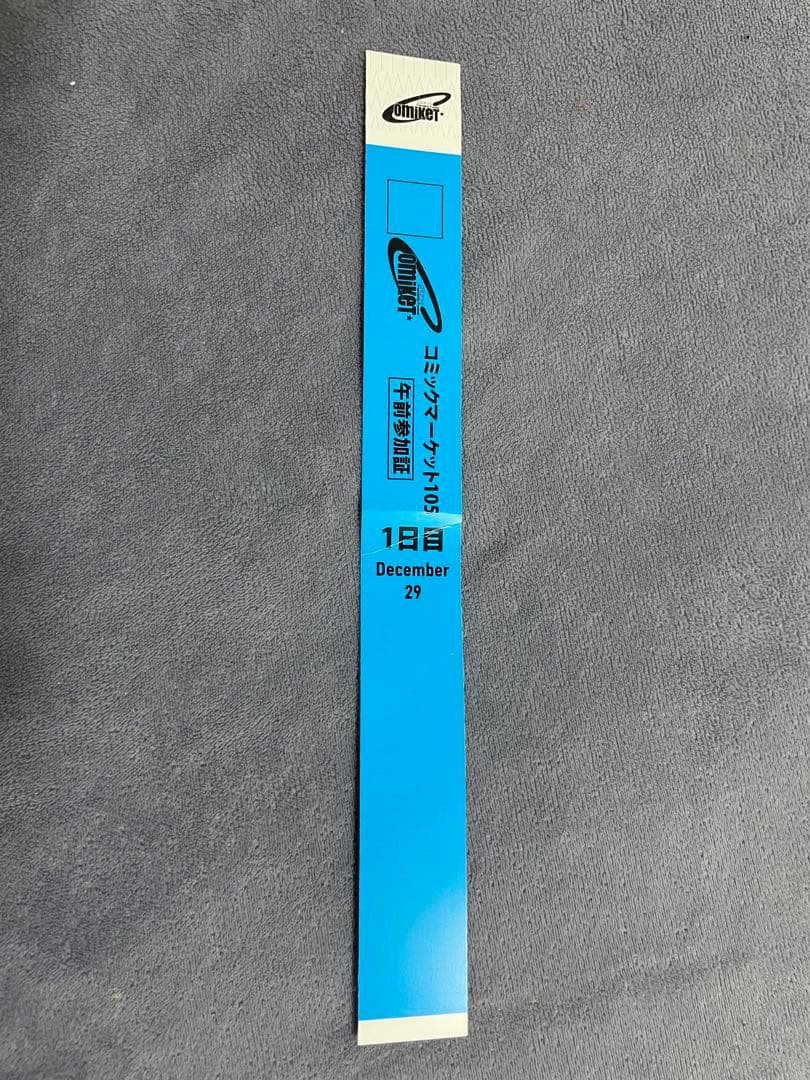 Comiket
Comiket
コミックマーケット105
午前参加証
1日目
December
29